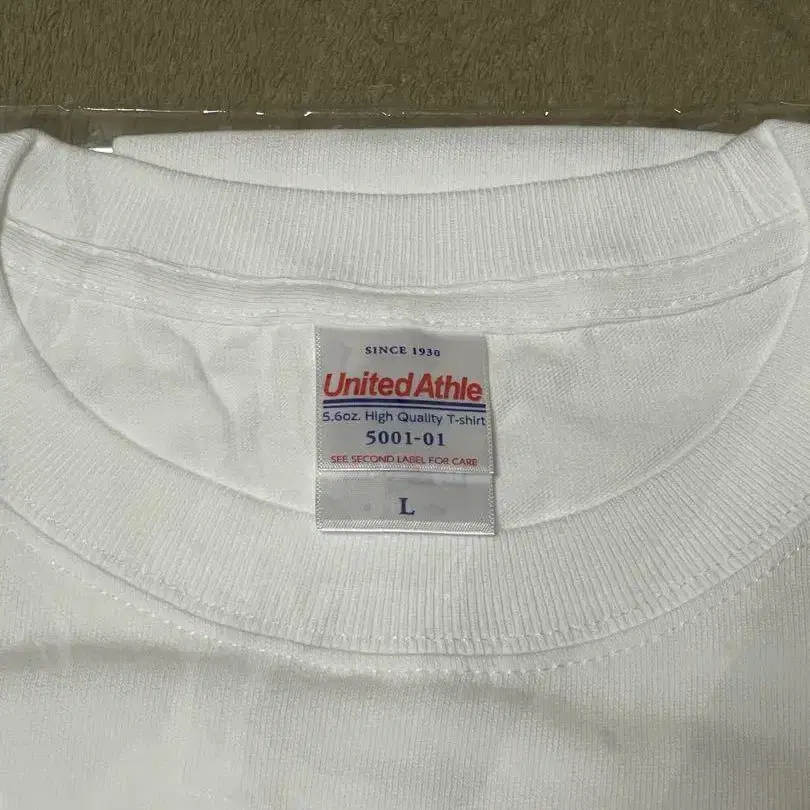 SINCE 1930
United Athle
5.6oz. High Quality T-shirt
5001-01
SEE SECOND LABEL FOR CARE
L